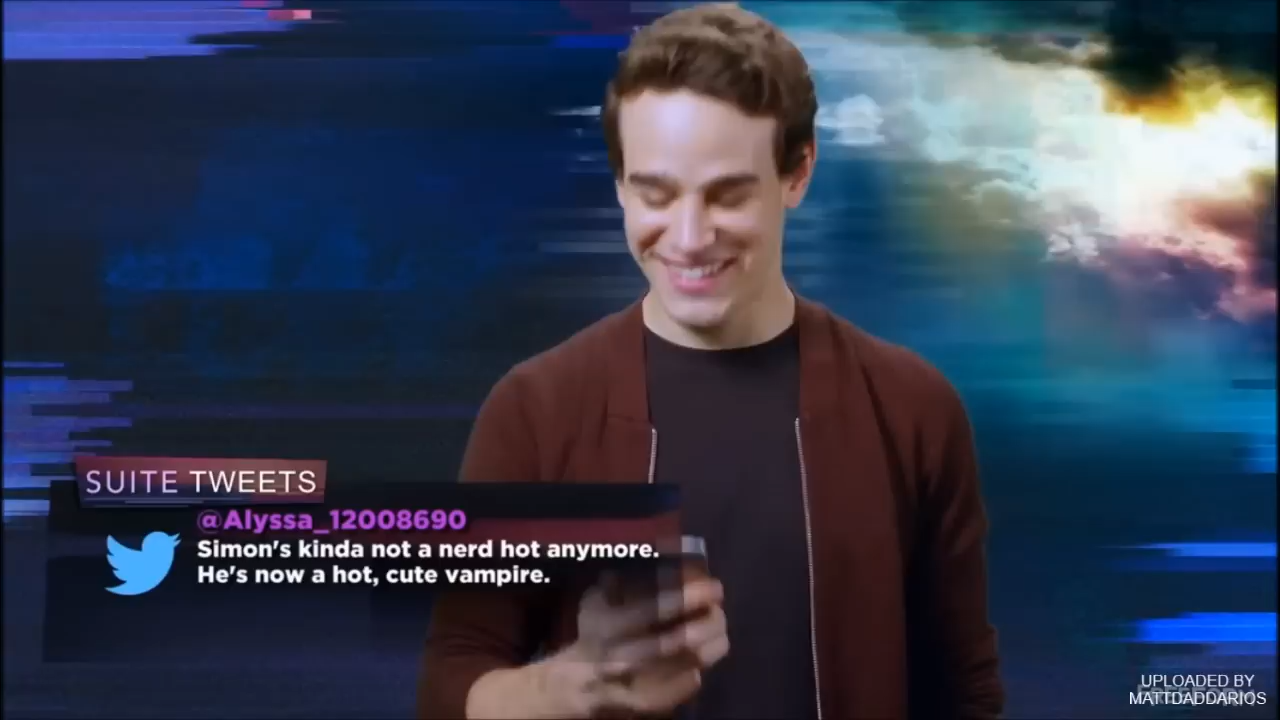 SUITE TWEETS
@Alyssa_12008690
Simon's kinda not a nerd hot anymore.
He's now a hot, cute vampire.
UPLOADED BY
MATTDADDARIOS